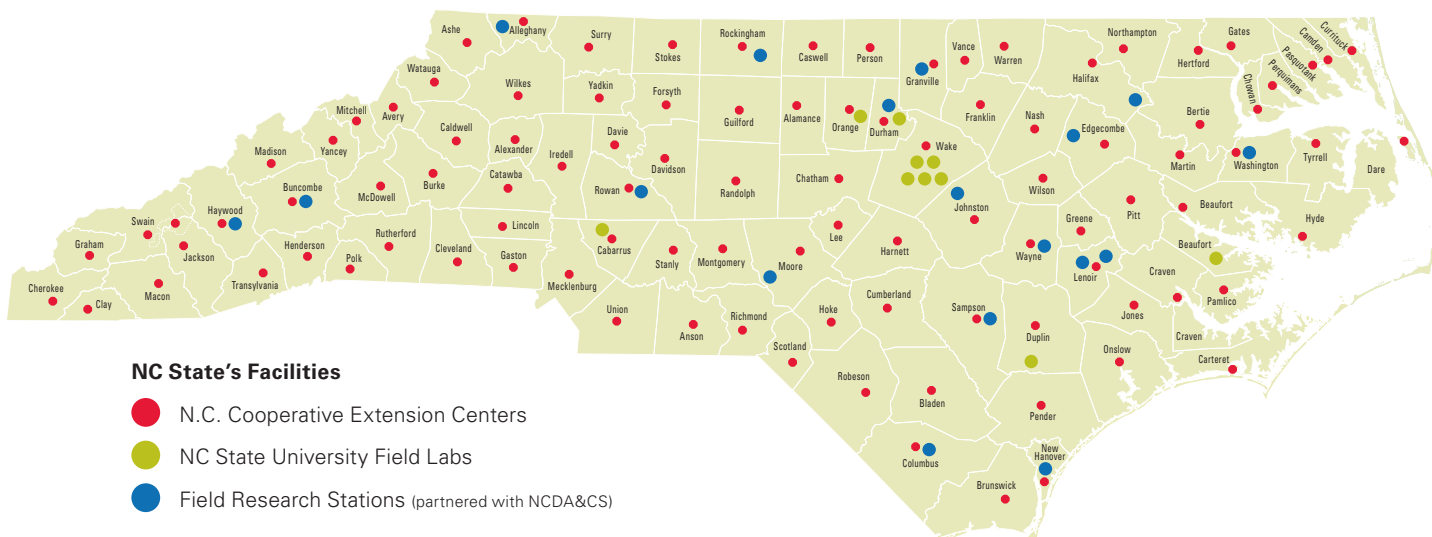 Ashe
Alleghany
Surry
Stokes
Rockingham
Caswell
Person
Granville
Vance
Warren
Northampton
Halifax
Hertford
Gates
Chowan
Perquimans
Pasquotank
Camden
Currituck
Watauga
Wilkes
Yadkin
Forsyth
Guilford
Alamance
Orange
Durham
Franklin
Nash
Edgecombe
Bertie
Mitchell
Avery
Caldwell
Alexander
Iredell
Davie
Davidson
Wake
Martin
Washington
Tyrrell
Dare
Madison
Yancey
McDowell
Burke
Catawba
Rowan
Randolph
Chatham
Johnston
Wilson
Pitt
Beaufort
Hyde
Buncombe
Haywood
Swain
Graham
Jackson
Henderson
Rutherford
Polk
Cleveland
Lincoln
Gaston
Cabarrus
Stanly
Montgomery
Moore
Lee
Harnett
Wayne
Greene
Lenoir
Craven
Beaufort
Pamlico
Cherokee
Clay
Macon
Transylvania
Mecklenburg
Union
Anson
Richmond
Scotland
Hoke
Cumberland
Sampson
Duplin
Jones
Craven
Onslow
Carteret
Robeson
Bladen
Pender
Columbus
Brunswick
New
Hanover
NC State's Facilities
N.C. Cooperative Extension Centers
NC State University Field Labs
Field Research Stations (partnered with NCDA&CS)